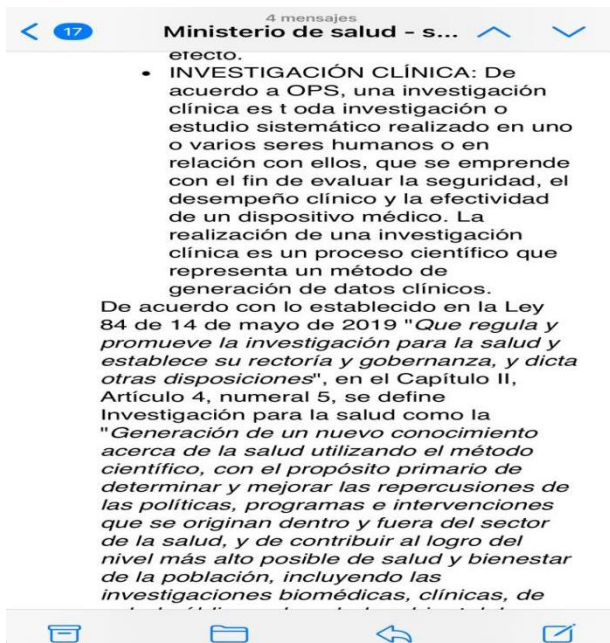 4 mensajes
17
Ministerio de salud - s...
efecto.
• INVESTIGACIÓN CLÍNICA: De
acuerdo a OPS, una investigación
clínica es t oda investigación o
estudio sistemático realizado en uno
o varios seres humanos o en
relación con ellos, que se emprende
con el fin de evaluar la seguridad, el
desempeño clínico y la efectividad
de un dispositivo médico. La
realización de una investigación
clínica es un proceso científico que
representa un método de
generación de datos clínicos.
De acuerdo con lo establecido en la Ley
84 de 14 de mayo de 2019 "Que regula y
promueve la investigación para la salud y
establece su rectoría y gobernanza, y dicta
otras disposiciones", en el Capítulo II,
Artículo 4, numeral 5, se define
Investigación para la salud como la
"Generación de un nuevo conocimiento
acerca de la salud utilizando el método
científico, con el propósito primario de
determinar y mejorar las repercusiones de
las políticas, programas e intervenciones
que se originan dentro y fuera del sector
de la salud, y de contribuir al logro del
nivel más alto posible de salud y bienestar
de la población, incluyendo las
investigaciones biomédicas, clínicas, de